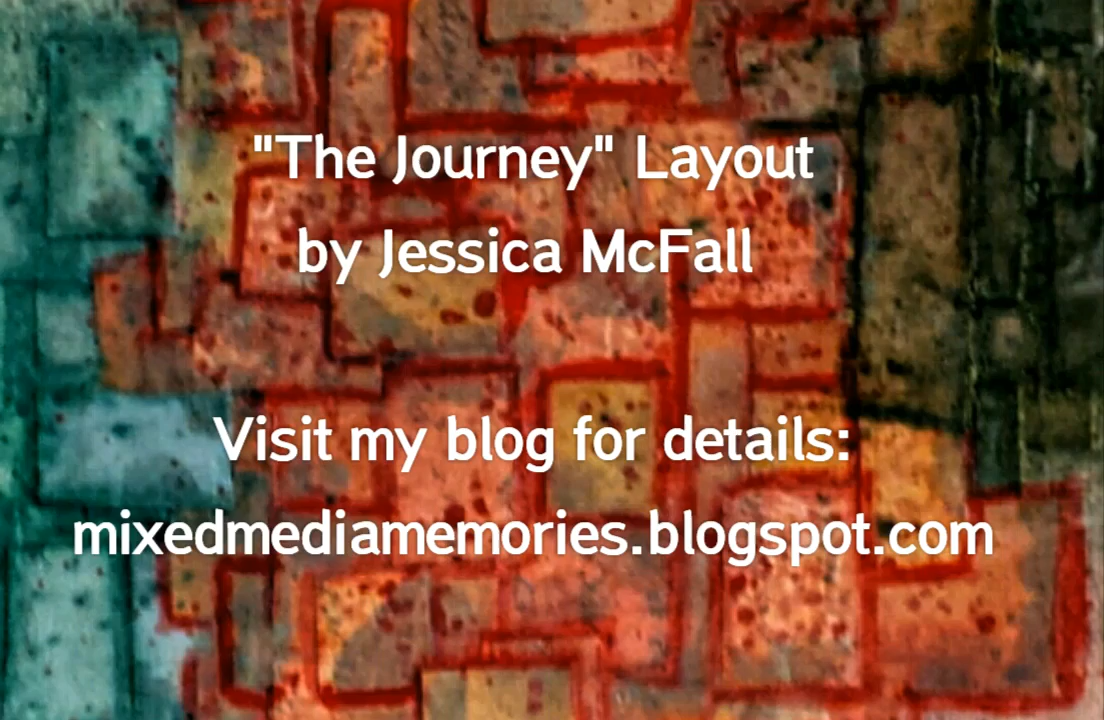 "The Journey" Layout
by Jessica McFall
Visit my blog for details:
mixedmediamemories.blogspot.com